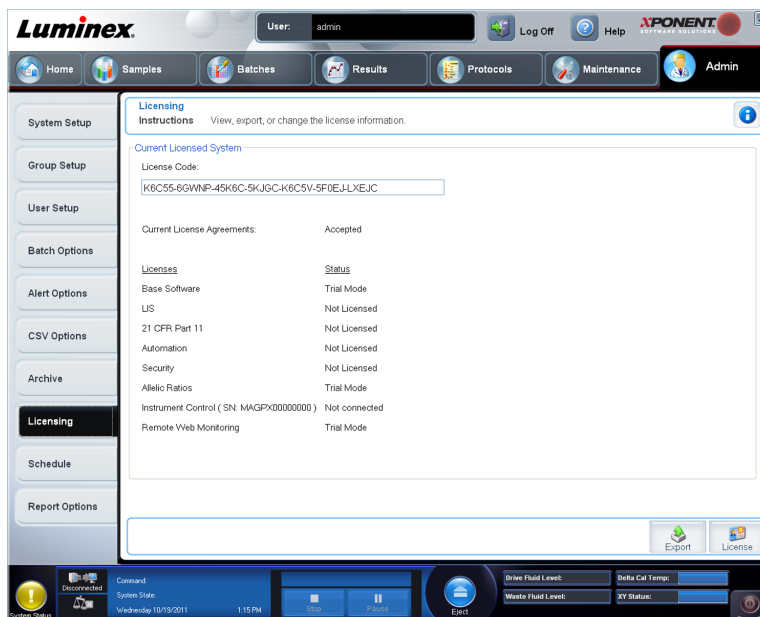 Luminex.
User: admin
Log Off
Help
XPONENT.
SOFTWARE SOLUTIONS
Home
Samples
Batches
Results
Protocols
Maintenance
Admin
System Setup
Group Setup
User Setup
Batch Options
Alert Options
CSV Options
Archive
Licensing
Schedule
Report Options
Licensing
Instructions View, export, or change the license information.
Current Licensed System
License Code:
K6C55-6GWNP-45K6C-5KJGC-K6C5V-5F0EJ-LXEJC
Current License Agreements: Accepted
Licenses Status
Base Software Trial Mode
LIS Not Licensed
21 CFR Part 11 Not Licensed
Automation Not Licensed
Security Not Licensed
Allelic Ratios Trial Mode
Instrument Control ( SN: MAGPX00000000 ) Not connected
Remote Web Monitoring Trial Mode
Export
License
System Status
Disconnected
Command:
System State:
Wednesday 10/19/2011 1:15 PM
Stop
Pause
Eject
Drive Fluid Level:
Waste Fluid Level:
Delta Cal Temp:
XY Status: